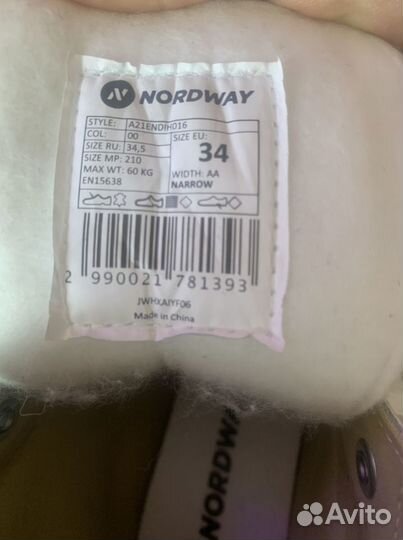 NORDWAY
STYLE: A21ENDFH016
COL: 00 SIZE EU:
SIZE RU: 34,5 34
SIZE MP: 210
MAX WT: 60 KG WIDTH: AA
EN15638 NARROW
2 990021 781393
JWHXAIYF06
Made in China
NORDWAY
Avito